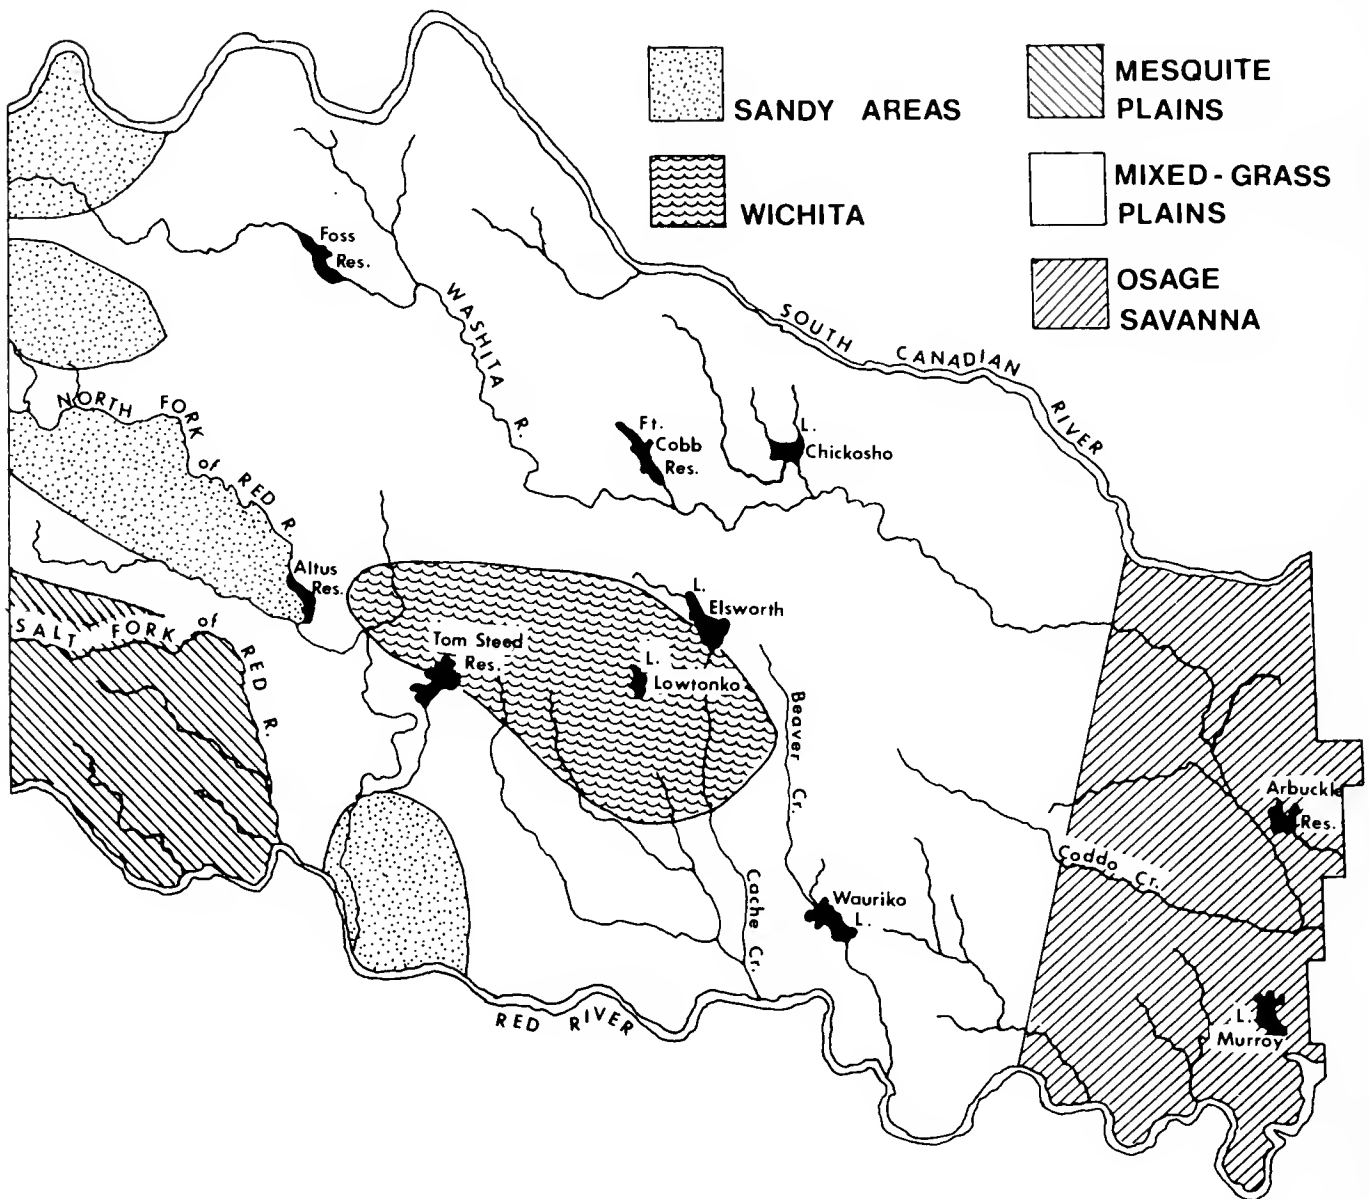 SANDY AREAS
WICHITA
MESQUITE
PLAINS
MIXED-GRASS
PLAINS
OSAGE
SAVANNA
Foss
Res.
WASHITA R.
SOUTH CANADIAN RIVER
NORTH FORK of RED R.
Ft.
Cobb
Res.
L.
Chickosho
Altus
Res.
L.
Elsworth
SALT FORK of RED R.
Tom Steed
Res.
L.
Lowtonko
Beaver Cr.
Arbuckle
Res.
Coddo Cr.
Cache Cr.
Wauriko
L.
RED RIVER
L.
Murroy